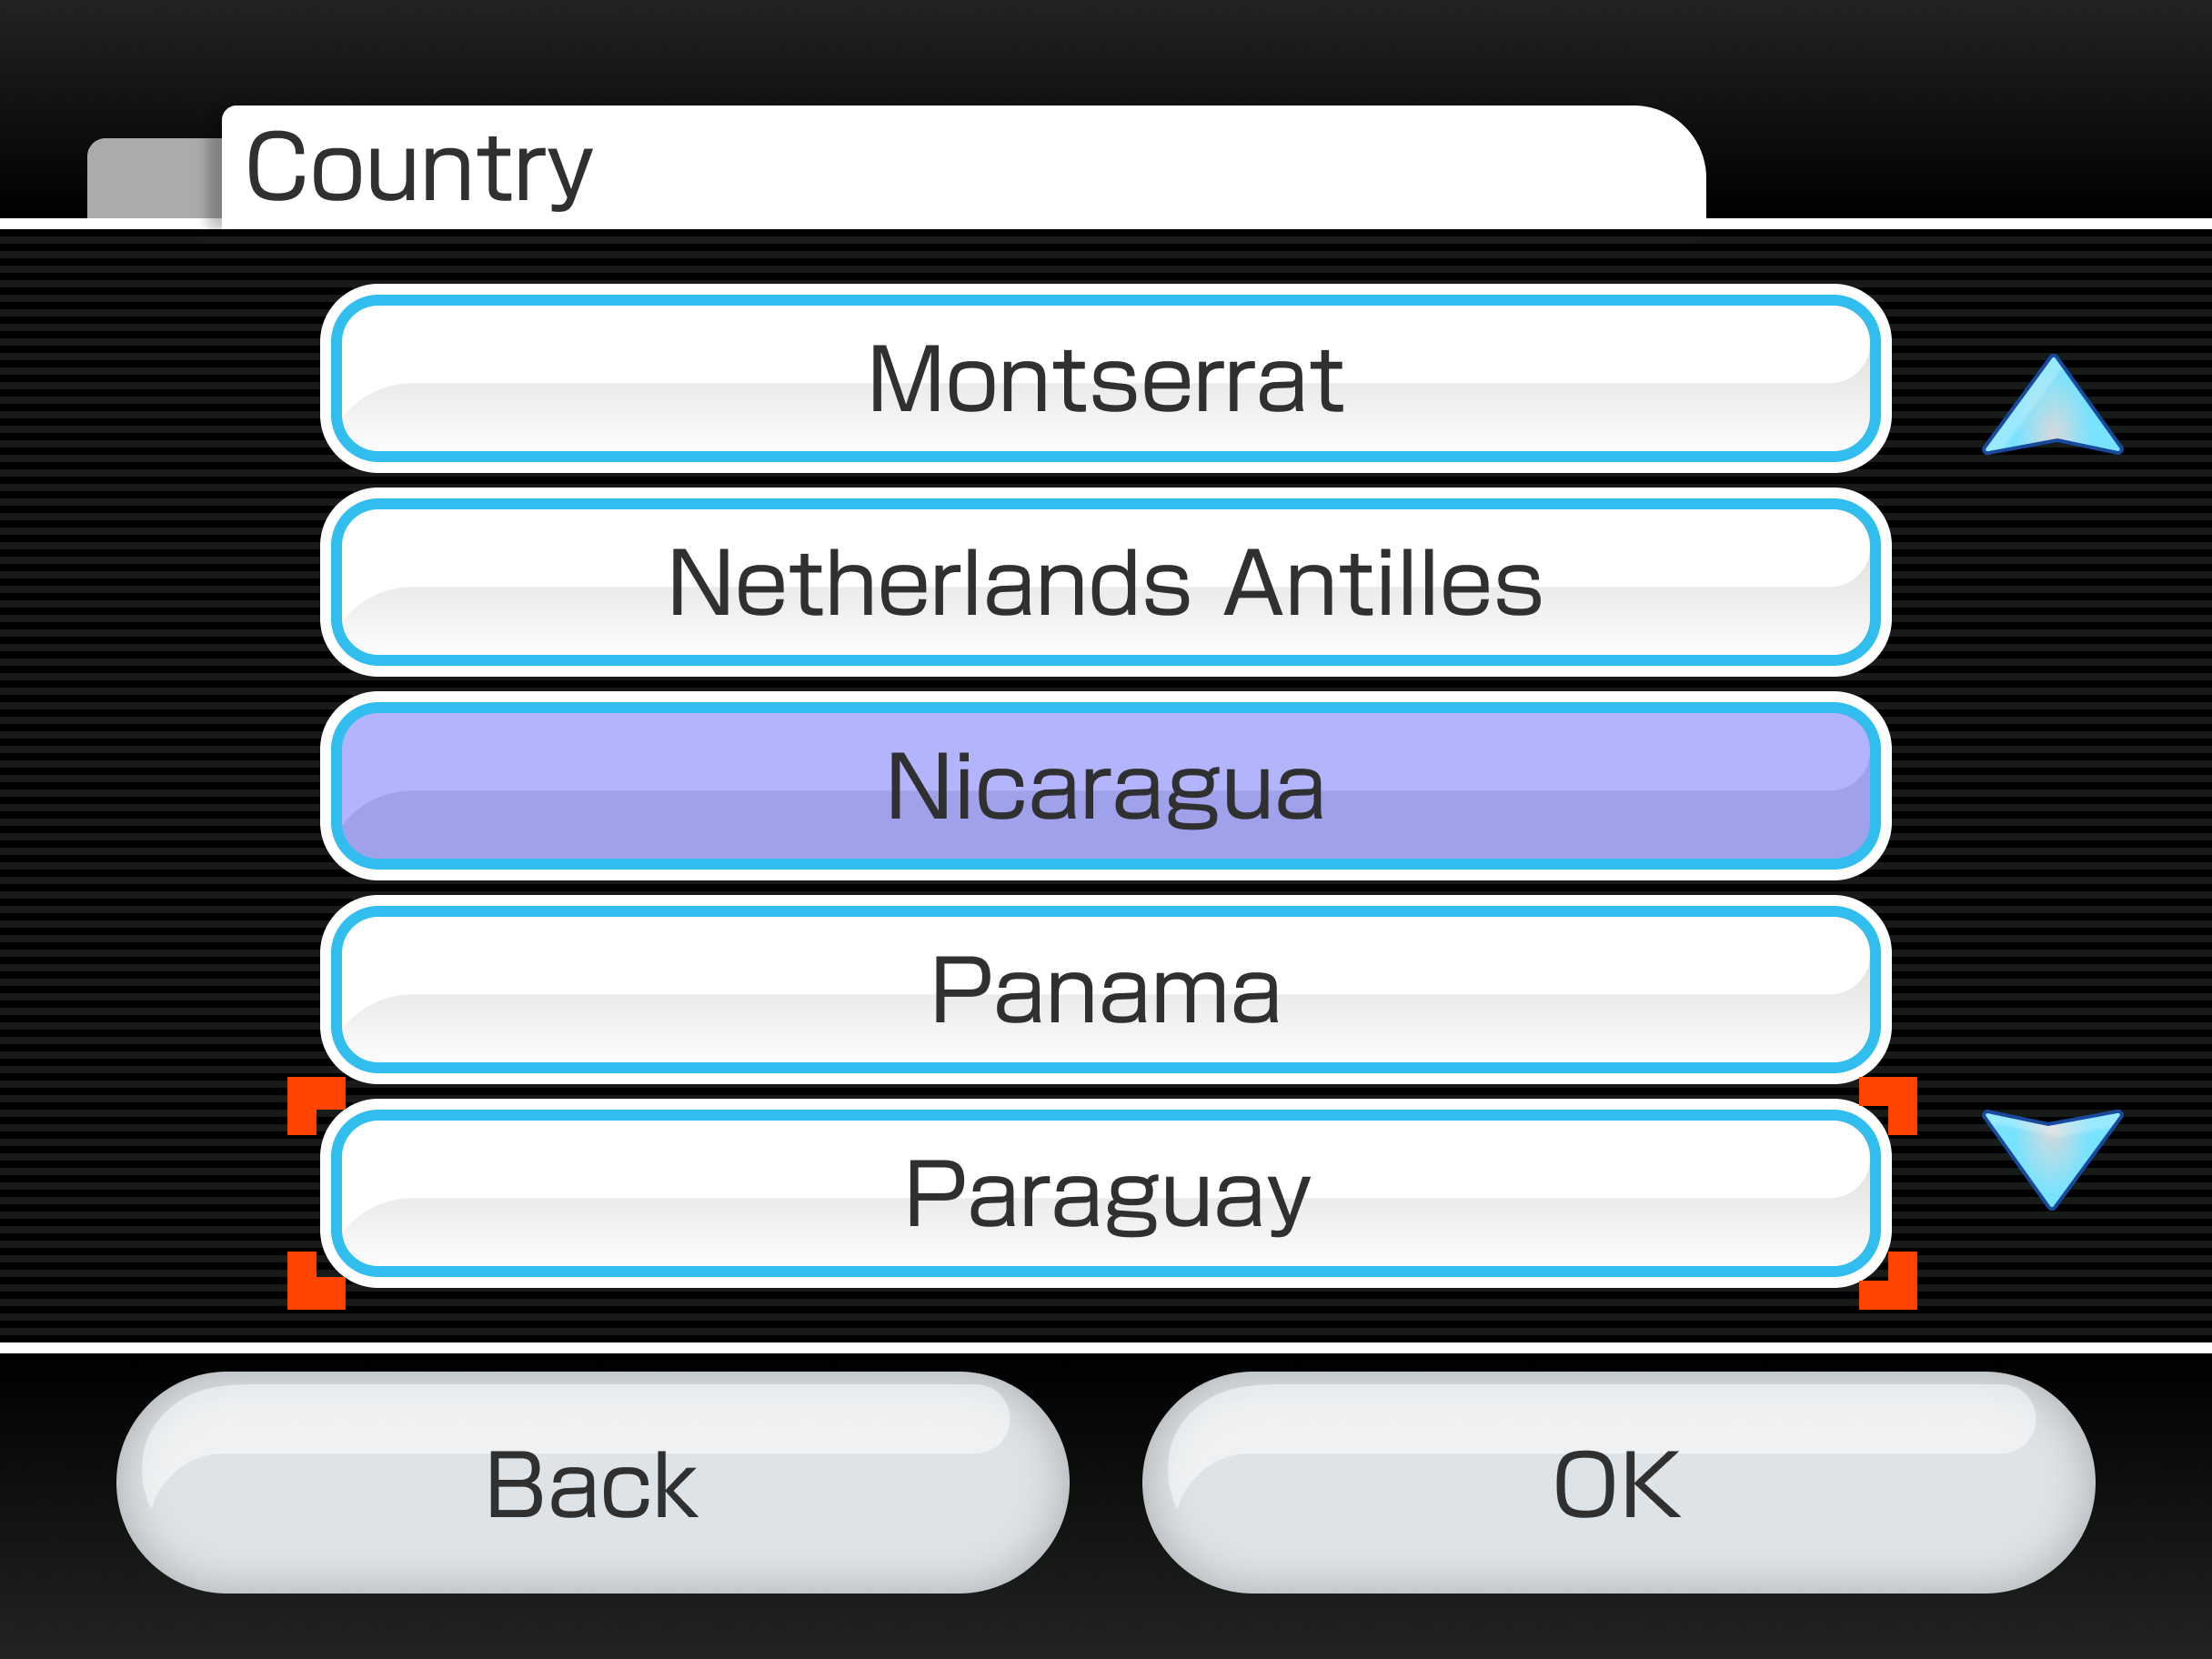 Country
Montserrat
Netherlands Antilles
Nicaragua
Panama
Paraguay
Back
OK